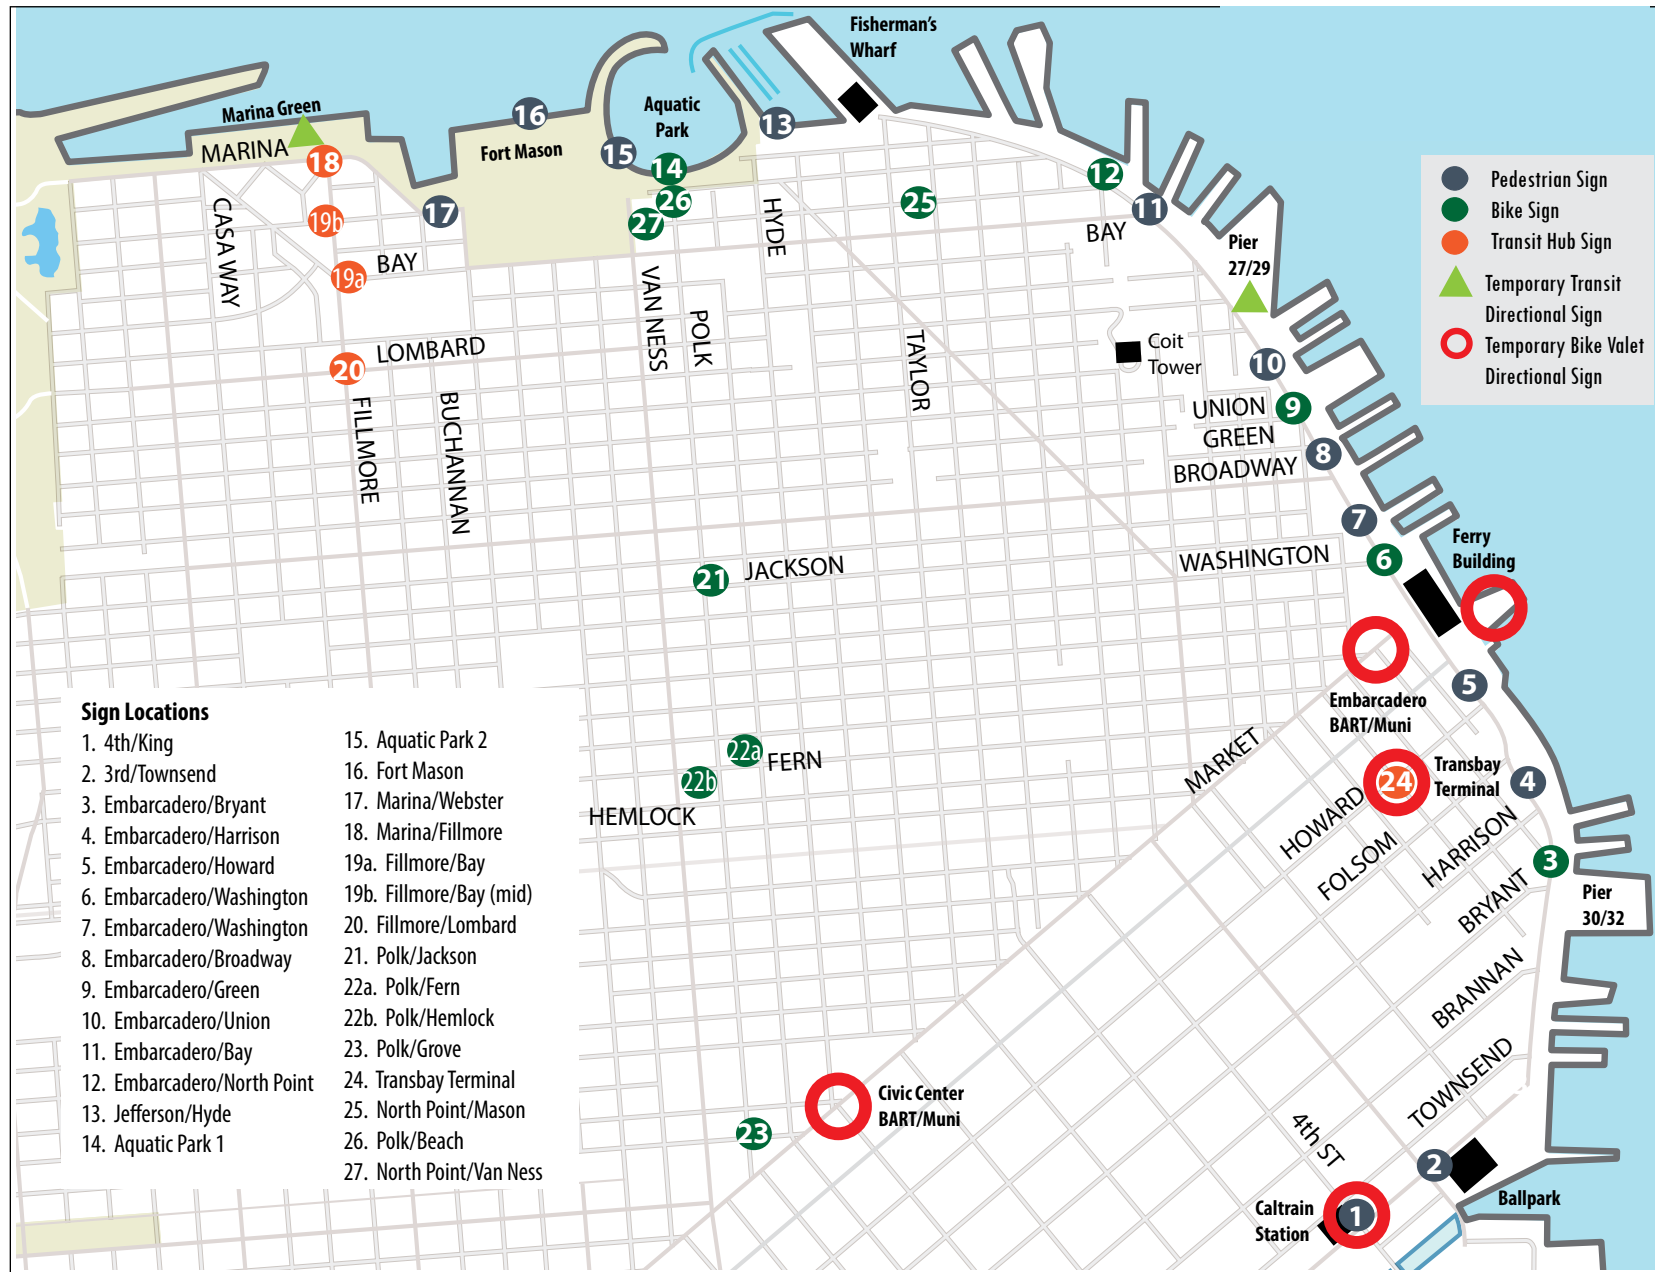 Fisherman's
Wharf
Marina Green
MARINA
18
16
Fort Mason
Aquatic
Park
15
14
13
12
11
25
26
27
17
19b
19a
20
CASA WAY
BAY
HYDE
BAY
Pier
27/29
VAN NESS
POLK
TAYLOR
LOMBARD
FILLMORE
BUCHANNAN
Coit
Tower
10
UNION
9
GREEN
8
BROADWAY
7
WASHINGTON
6
21
JACKSON
Ferry
Building
Pedestrian Sign
Bike Sign
Transit Hub Sign
Temporary Transit
Directional Sign
Temporary Bike Valet
Directional Sign
Embarcadero
BART/Muni
5
MARKET
22a
FERN
22b
HEMLOCK
24
Transbay
Terminal
4
HOWARD
FOLSOM
HARRISON
3
BRYANT
Pier
30/32
BRANNAN
TOWNSEND
4th ST
2
Ballpark
Caltrain
Station
1
Civic Center
BART/Muni
23
Sign Locations
1. 4th/King
2. 3rd/Townsend
3. Embarcadero/Bryant
4. Embarcadero/Harrison
5. Embarcadero/Howard
6. Embarcadero/Washington
7. Embarcadero/Washington
8. Embarcadero/Broadway
9. Embarcadero/Green
10. Embarcadero/Union
11. Embarcadero/Bay
12. Embarcadero/North Point
13. Jefferson/Hyde
14. Aquatic Park 1
15. Aquatic Park 2
16. Fort Mason
17. Marina/Webster
18. Marina/Fillmore
19a. Fillmore/Bay
19b. Fillmore/Bay (mid)
20. Fillmore/Lombard
21. Polk/Jackson
22a. Polk/Fern
22b. Polk/Hemlock
23. Polk/Grove
24. Transbay Terminal
25. North Point/Mason
26. Polk/Beach
27. North Point/Van Ness